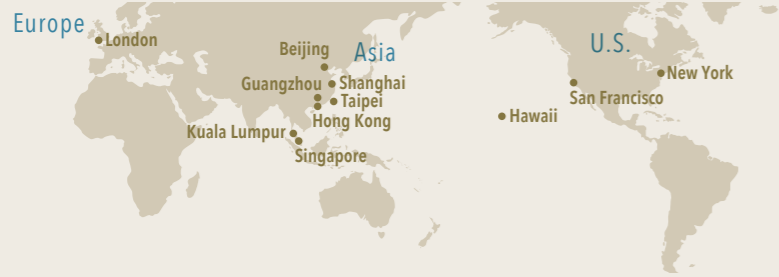 Europe
London
Beijing
Asia
Guangzhou
Shanghai
Taipei
Hong Kong
Kuala Lumpur
Singapore
U.S.
New York
San Francisco
Hawaii